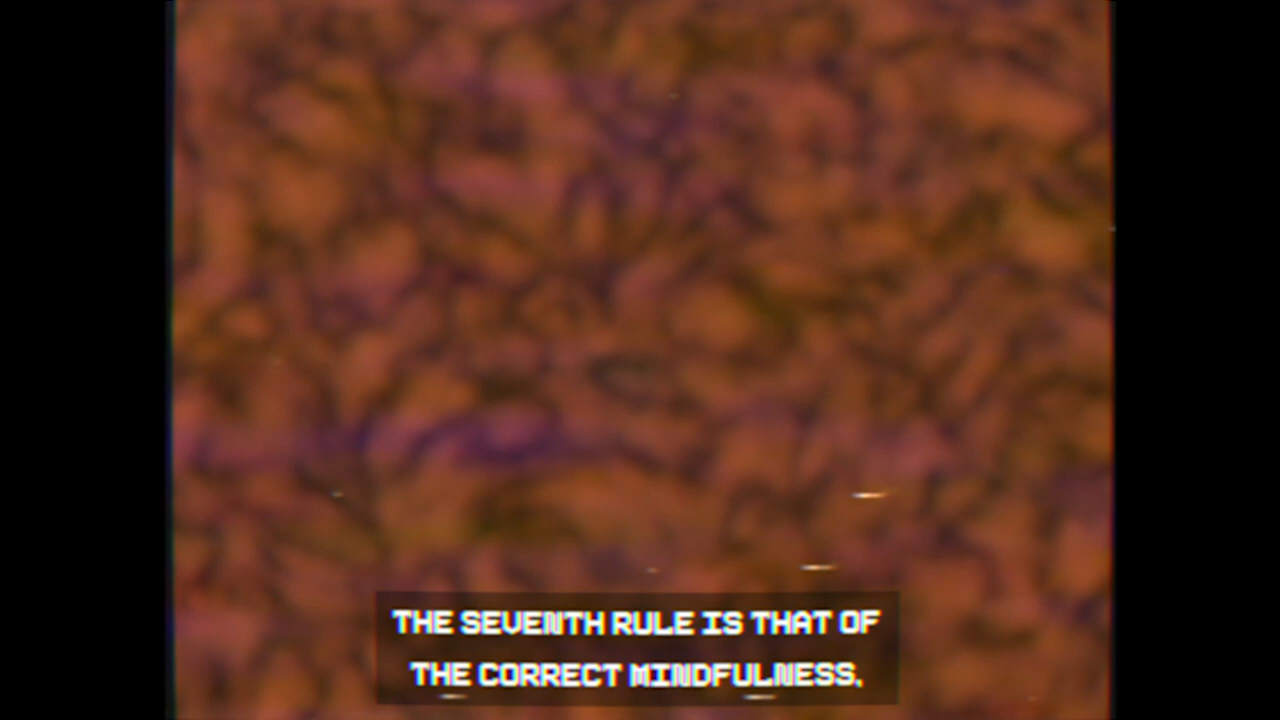 THE SEVENTH RULE IS THAT OF
THE CORRECT MINDFULNESS,